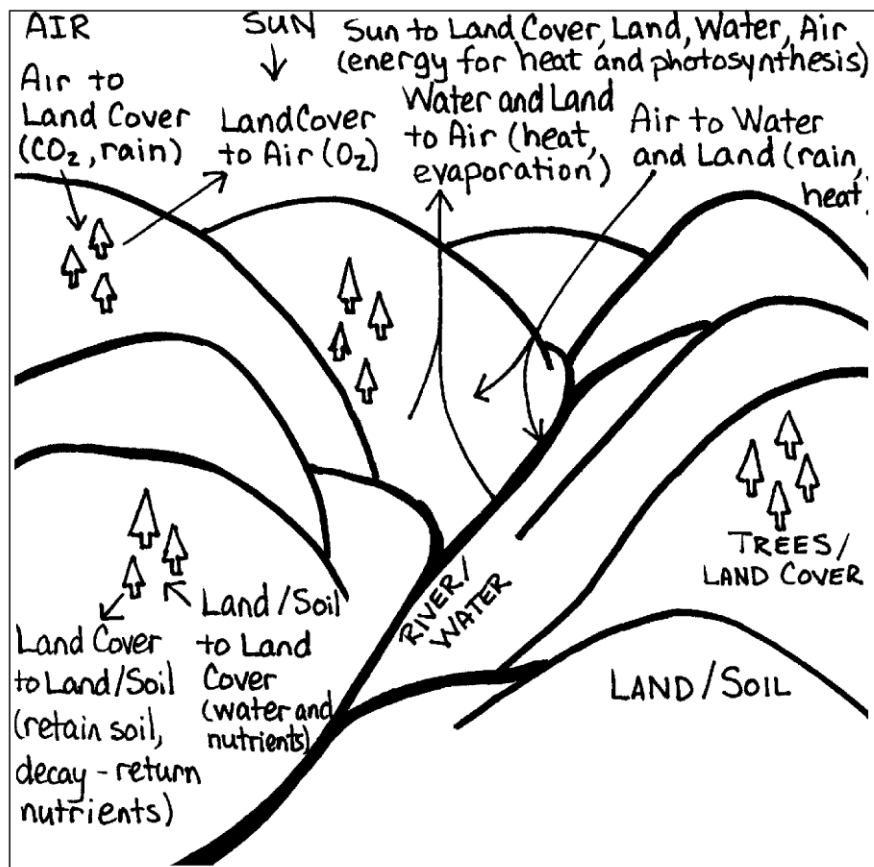 AIR
SUN
Sun to Land Cover, Land, Water, Air
(energy for heat and photosynthesis)
Air to
Land Cover
(CO₂, rain)
Land Cover
to Air (O₂)
Water and Land
to Air (heat,
evaporation)
Air to Water
and Land (rain,
heat,
TREES/
LAND COVER
RIVER/
WATER
LAND/SOIL
Land Cover
to Land/Soil
(retain soil,
decay - return
nutrients)
Land/Soil
to Land
Cover
(water and
nutrients)